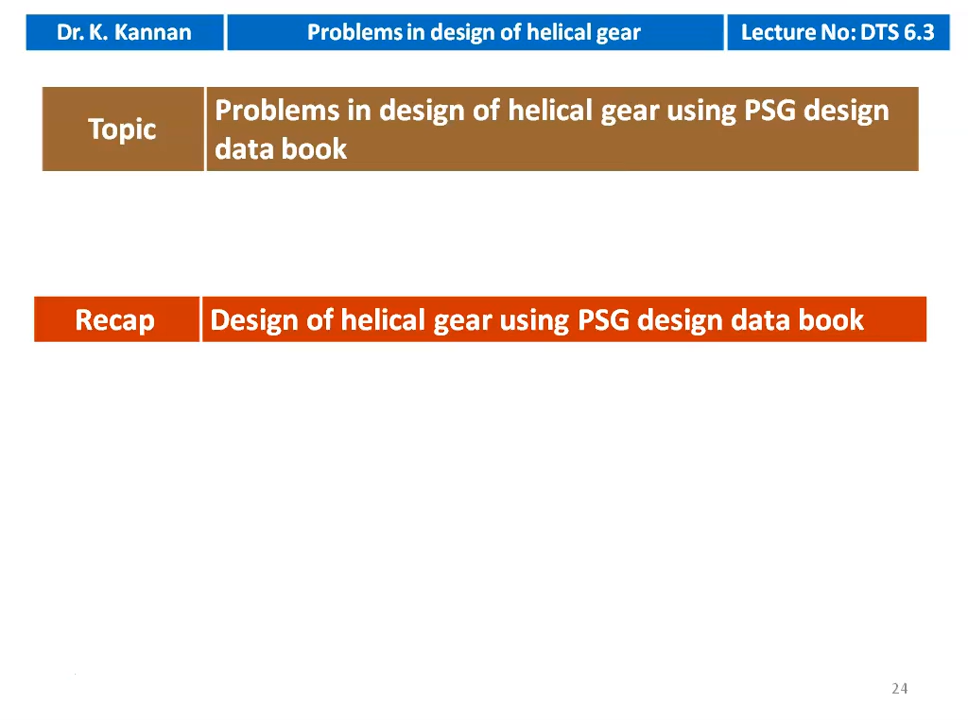 Dr. K. Kannan
Problems in design of helical gear
Lecture No: DTS 6.3
Topic
Problems in design of helical gear using PSG design
data book
Recap
Design of helical gear using PSG design data book
24